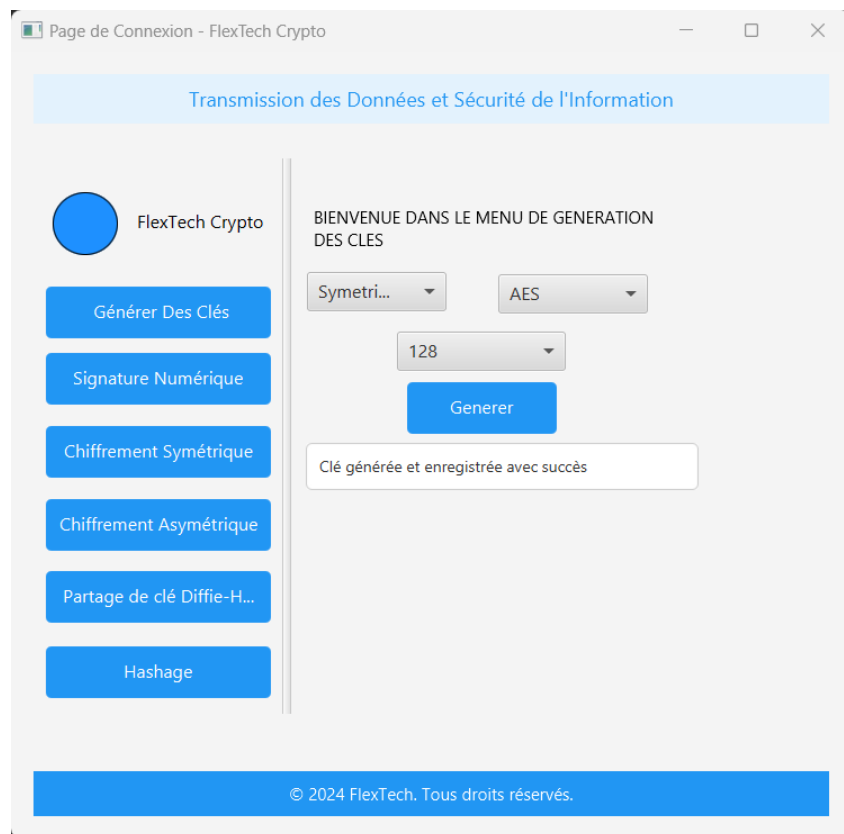 Page de Connexion - FlexTech Crypto
Transmission des Données et Sécurité de l'Information
FlexTech Crypto
Générer Des Clés
Signature Numérique
Chiffrement Symétrique
Chiffrement Asymétrique
Partage de clé Diffie-H...
Hashage
BIENVENUE DANS LE MENU DE GENERATION
DES CLES
Symetri...
AES
128
Generer
Clé générée et enregistrée avec succès
© 2024 FlexTech. Tous droits réservés.